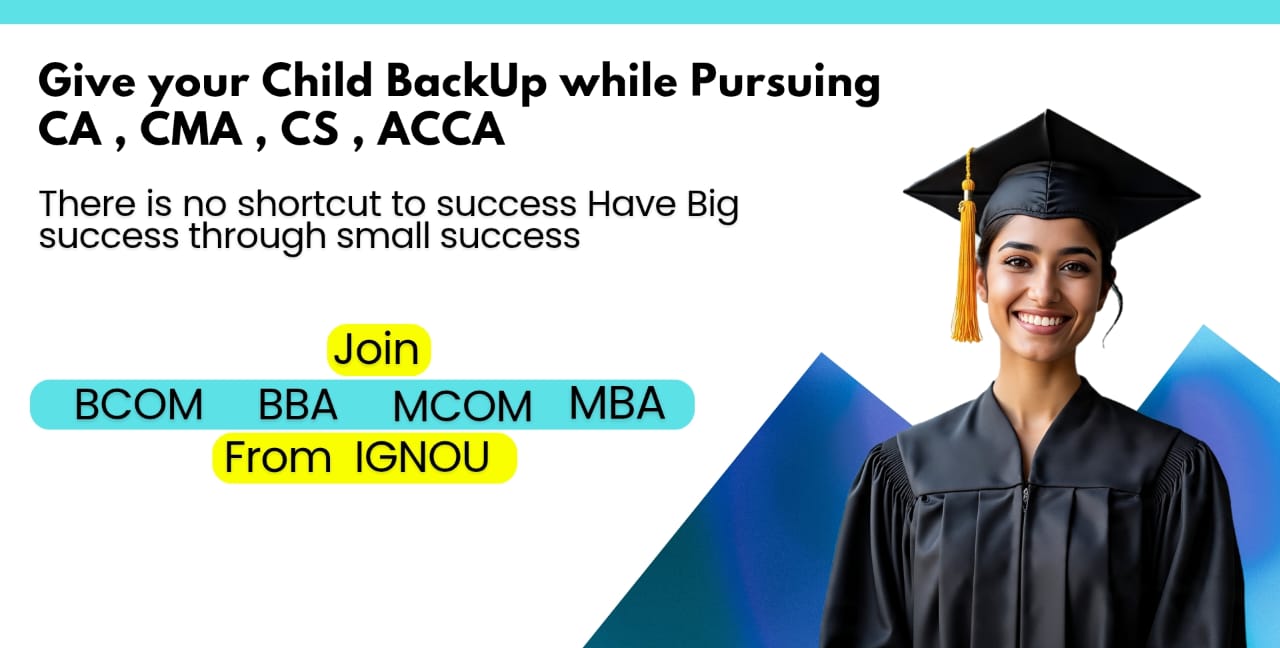 Give your Child BackUp while Pursuing
CA , CMA , CS , ACCA
There is no shortcut to success Have Big
success through small success
Join
BCOM BBA MCOM MBA
From IGNOU